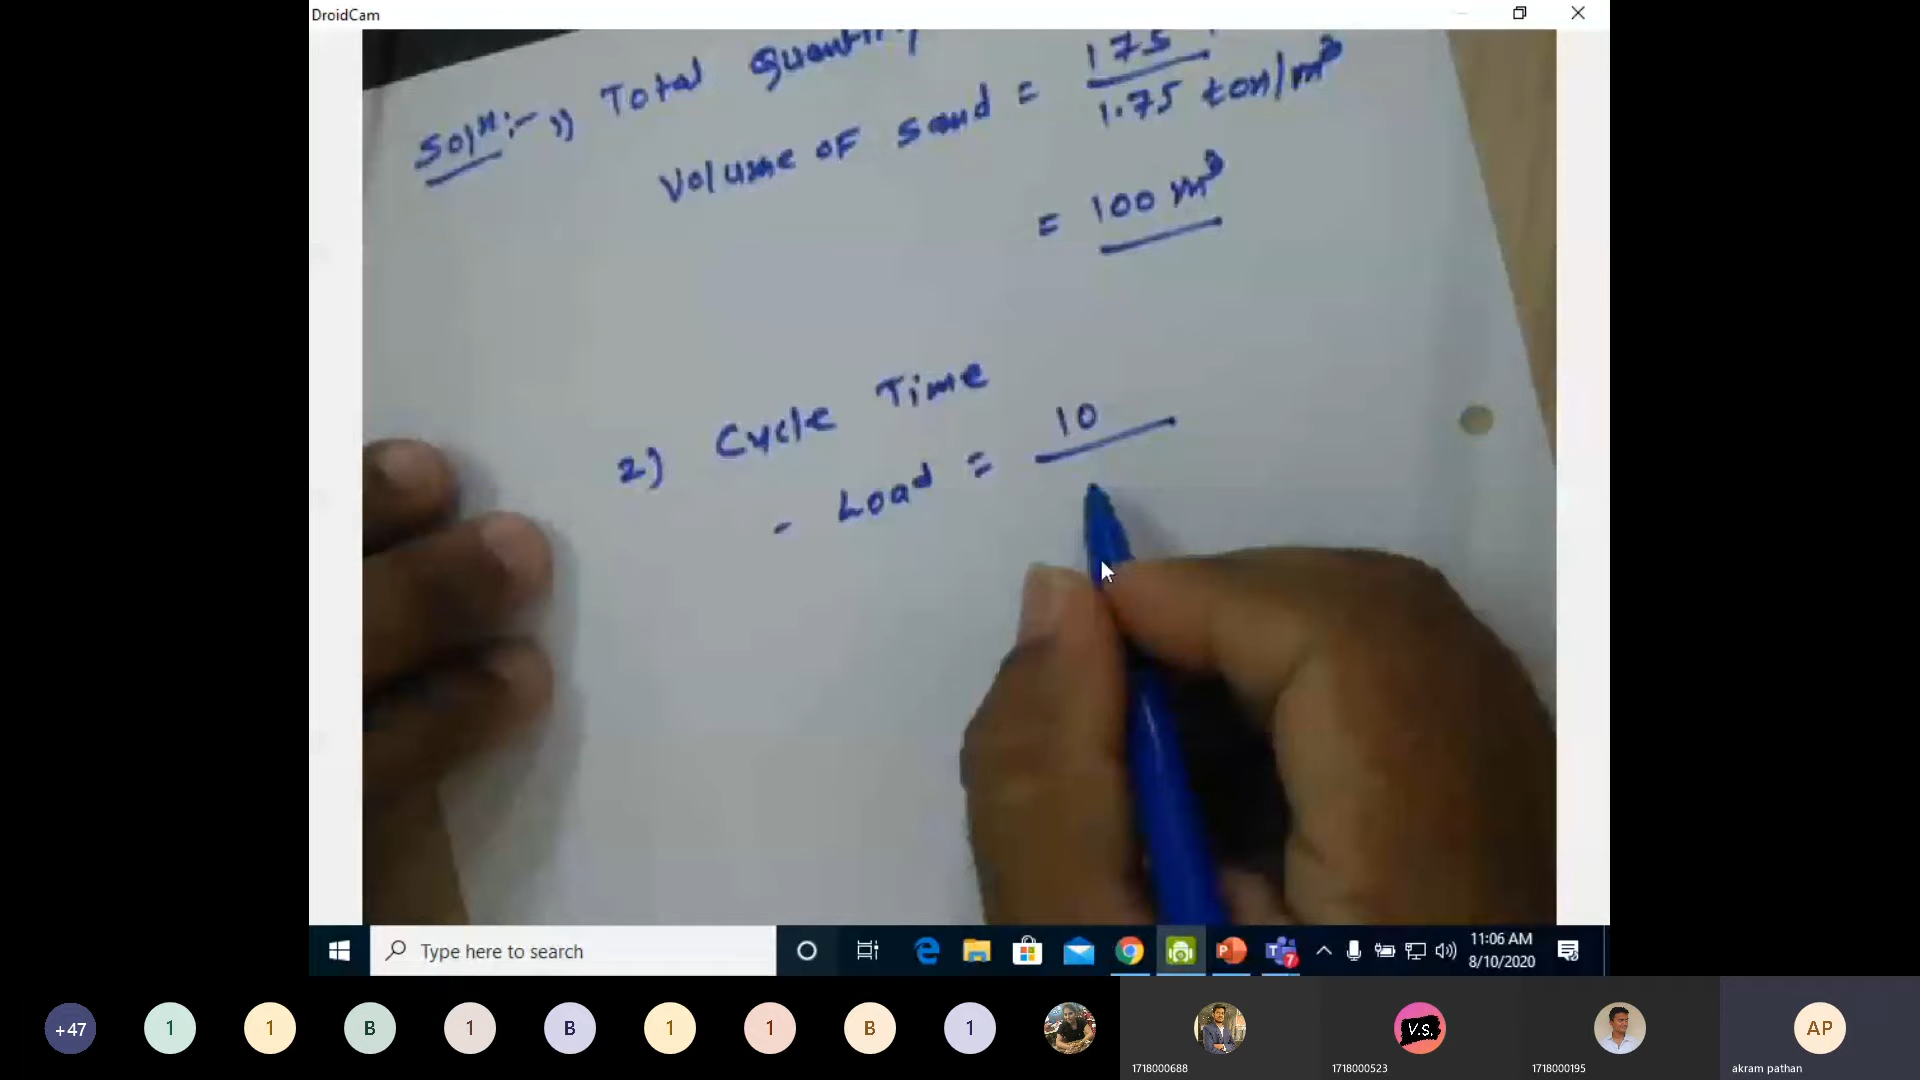 DroidCam
Soln:- 1) Total Quantity
Volume of sand = 175 / 1.75 ton/m³
= 100 m³
2) Cycle Time
- Load = 10
Type here to search
11:06 AM
8/10/2020
7
+47
1
1
B
1
B
1
1
B
1
V.S.
AP
1718000688
1718000523
1718000195
akram pathan